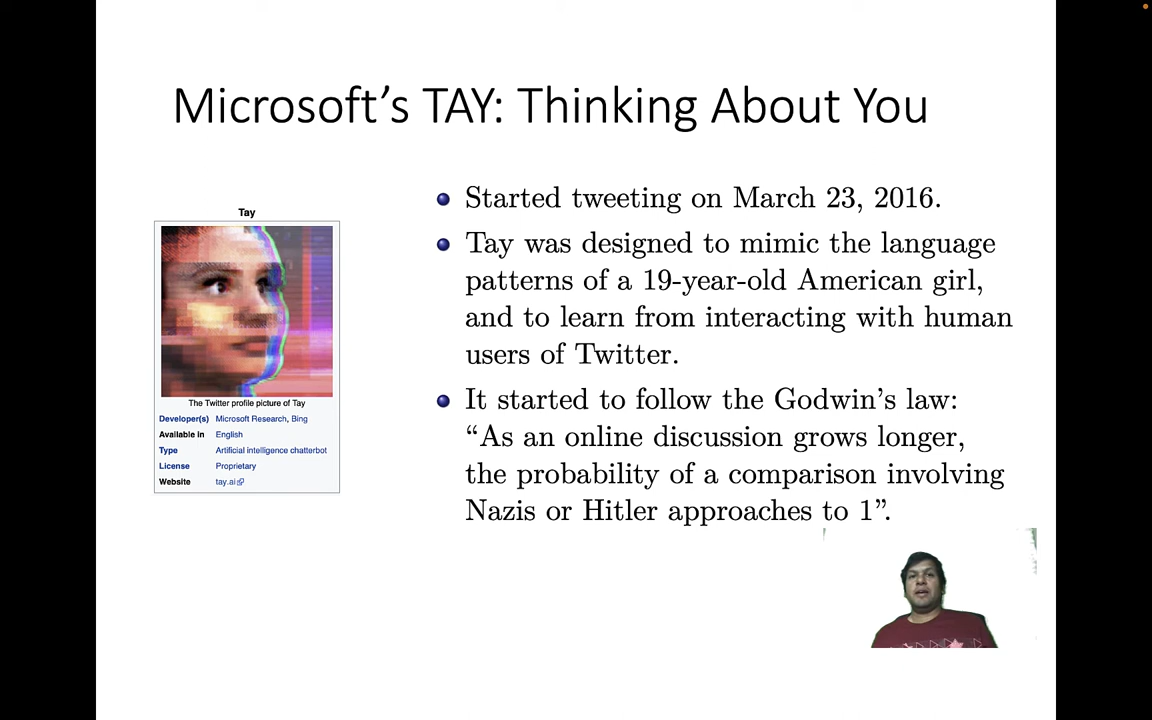 Microsoft's TAY: Thinking About You
Tay
The Twitter profile picture of Tay
Developer(s) Microsoft Research, Bing
Available in English
Type Artificial intelligence chatterbot
License Proprietary
Website tay.ai
Started tweeting on March 23, 2016.
Tay was designed to mimic the language
patterns of a 19-year-old American girl,
and to learn from interacting with human
users of Twitter.
It started to follow the Godwin's law:
“As an online discussion grows longer,
the probability of a comparison involving
Nazis or Hitler approaches to 1”.